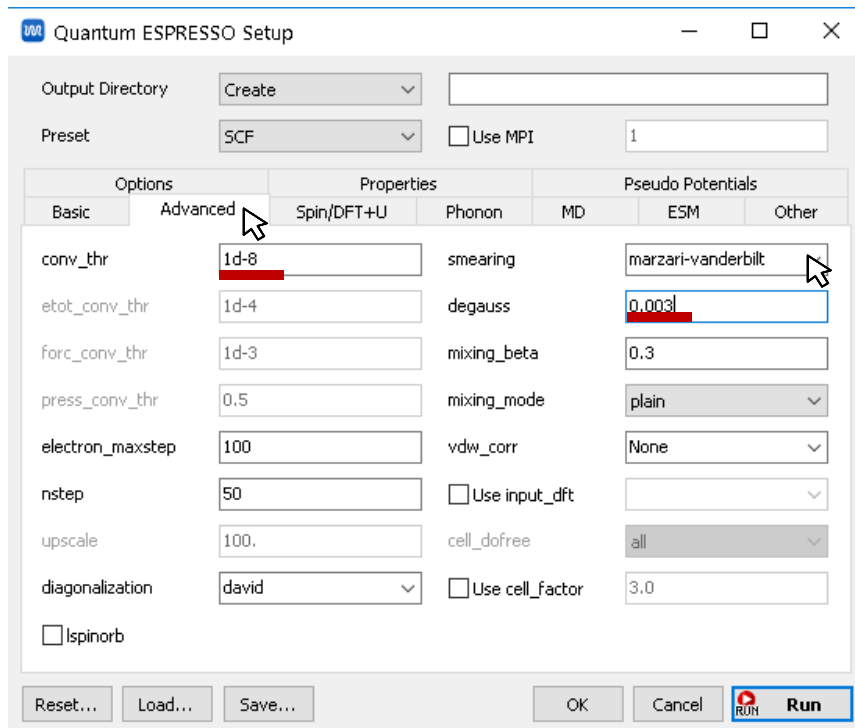 Quantum ESPRESSO Setup
Output Directory Create
Preset SCF Use MPI 1
Options Properties Pseudo Potentials
Basic Advanced Spin/DFT+U Phonon MD ESM Other
conv_thr 1d-8 smearing marzari-vanderbilt
etot_conv_thr 1d-4 degauss 0.003
forc_conv_thr 1d-3 mixing_beta 0.3
press_conv_thr 0.5 mixing_mode plain
electron_maxstep 100 vdw_corr None
nstep 50 Use input_dft
upscale 100. cell_dofree all
diagonalization david Use cell_factor 3.0
lspinorb
Reset... Load... Save... OK Cancel RUN Run